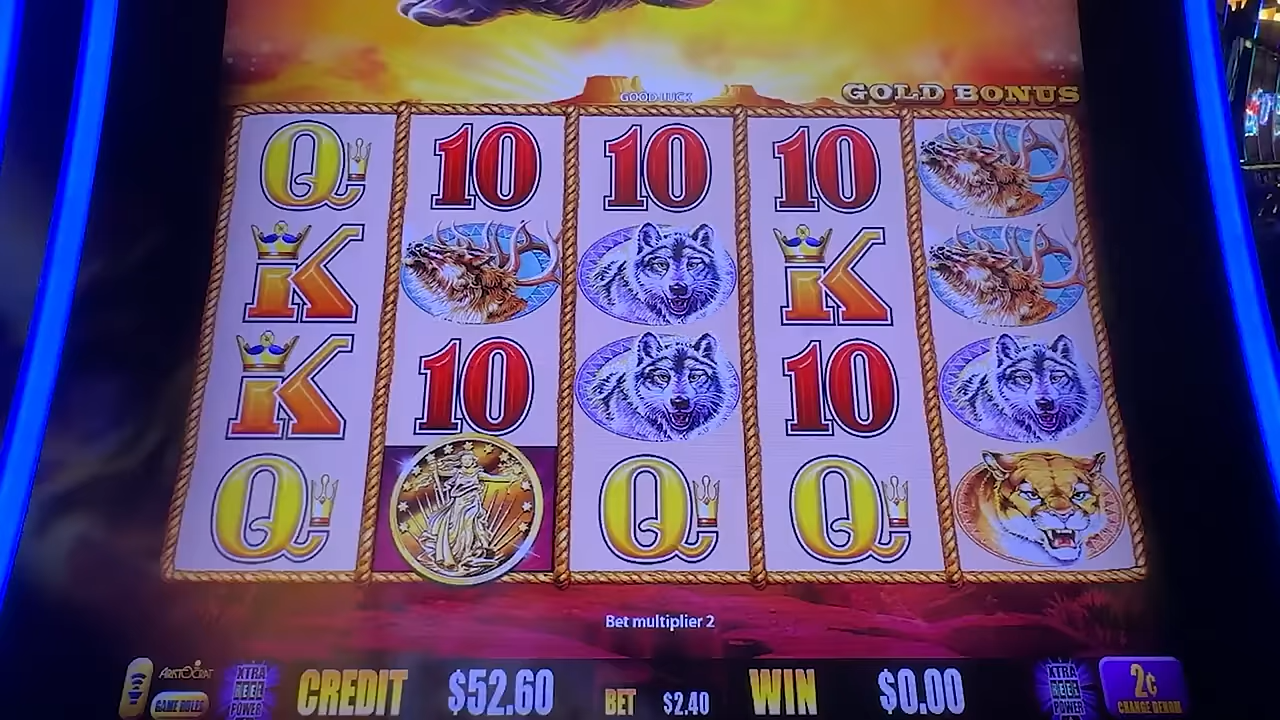 GOOD LUCK
GOLD BONUS
Q 10 10 10
K K
K 10 10
Q Q Q
Bet multiplier 2
ARISTOCRAT
GAME RULES
XTRA REEL POWER
CREDIT $52.60
BET $2.40
WIN $0.00
XTRA REEL POWER
2¢
CHANGE DENOM